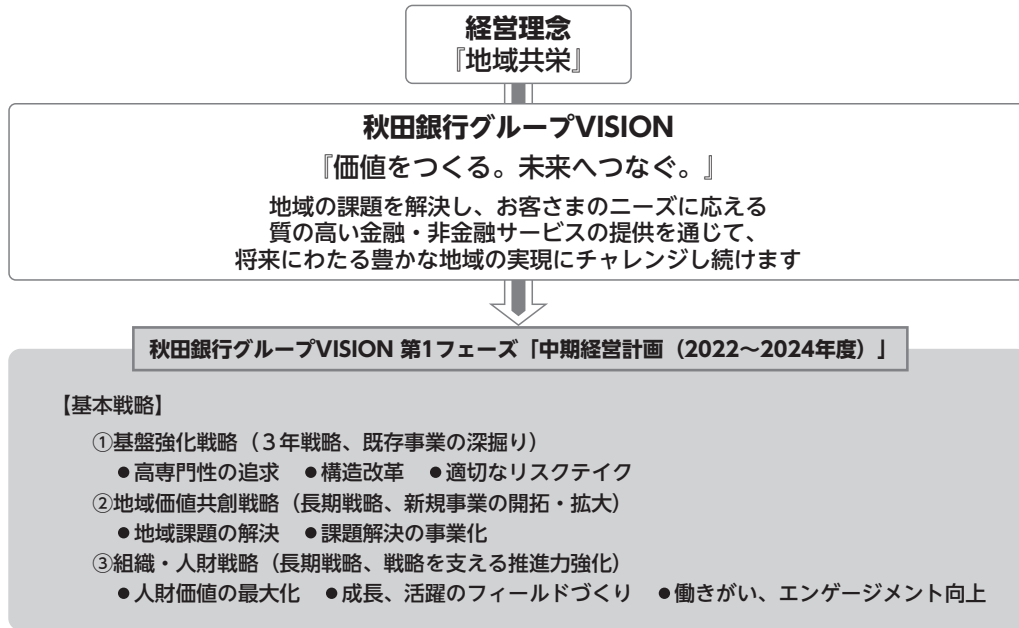 経営理念
『地域共栄』
秋田銀行グループVISION
『価値をつくる。未来へつなぐ。』
地域の課題を解決し、お客さまのニーズに応える
質の高い金融・非金融サービスの提供を通じて、
将来にわたる豊かな地域の実現にチャレンジし続けます
秋田銀行グループVISION 第1フェーズ「中期経営計画（2022～2024年度）」
【基本戦略】
①基盤強化戦略（３年戦略、既存事業の深掘り）
●高専門性の追求　●構造改革　●適切なリスクテイク
②地域価値共創戦略（長期戦略、新規事業の開拓・拡大）
●地域課題の解決　●課題解決の事業化
③組織・人財戦略（長期戦略、戦略を支える推進力強化）
●人財価値の最大化　●成長、活躍のフィールドづくり　●働きがい、エンゲージメント向上